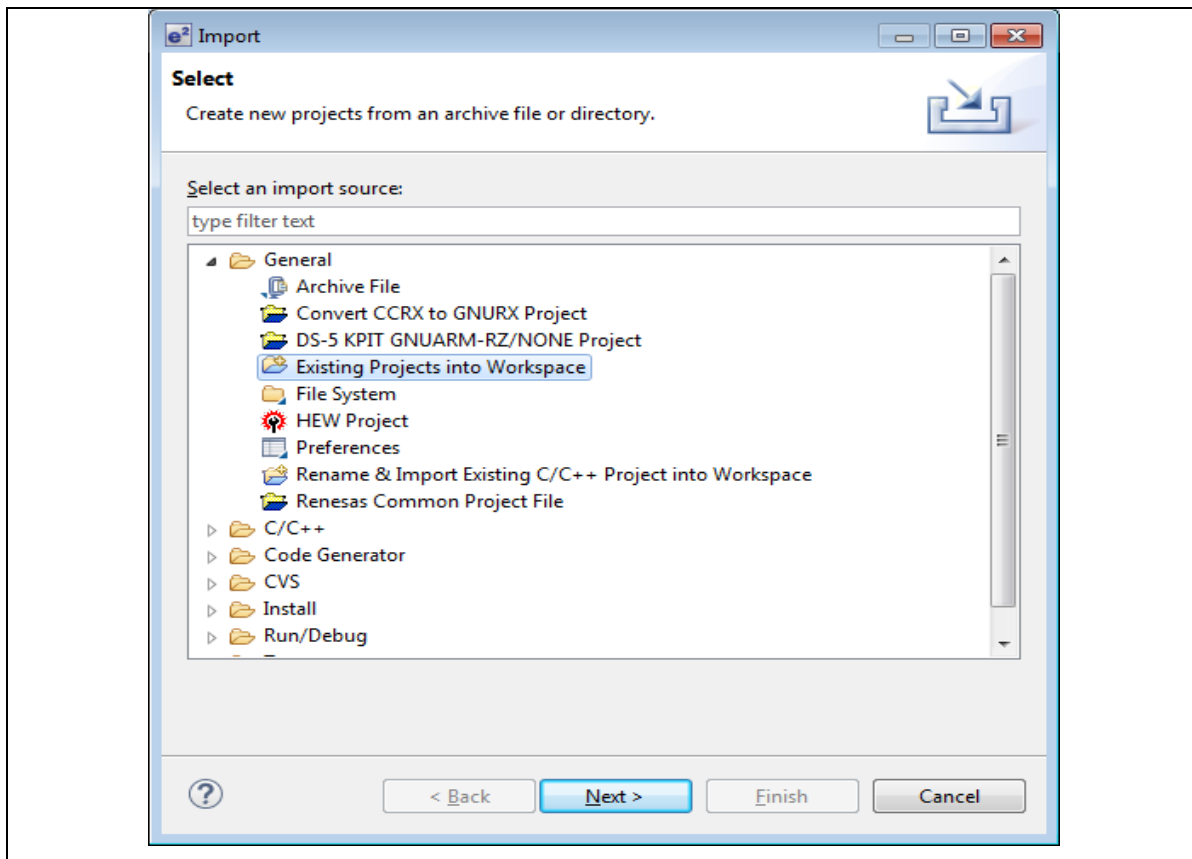 e² Import
Select
Create new projects from an archive file or directory.
Select an import source:
type filter text
General
Archive File
Convert CCRX to GNURX Project
DS-5 KPIT GNUARM-RZ/NONE Project
Existing Projects into Workspace
File System
HEW Project
Preferences
Rename & Import Existing C/C++ Project into Workspace
Renesas Common Project File
C/C++
Code Generator
CVS
Install
Run/Debug
? < Back Next > Finish Cancel